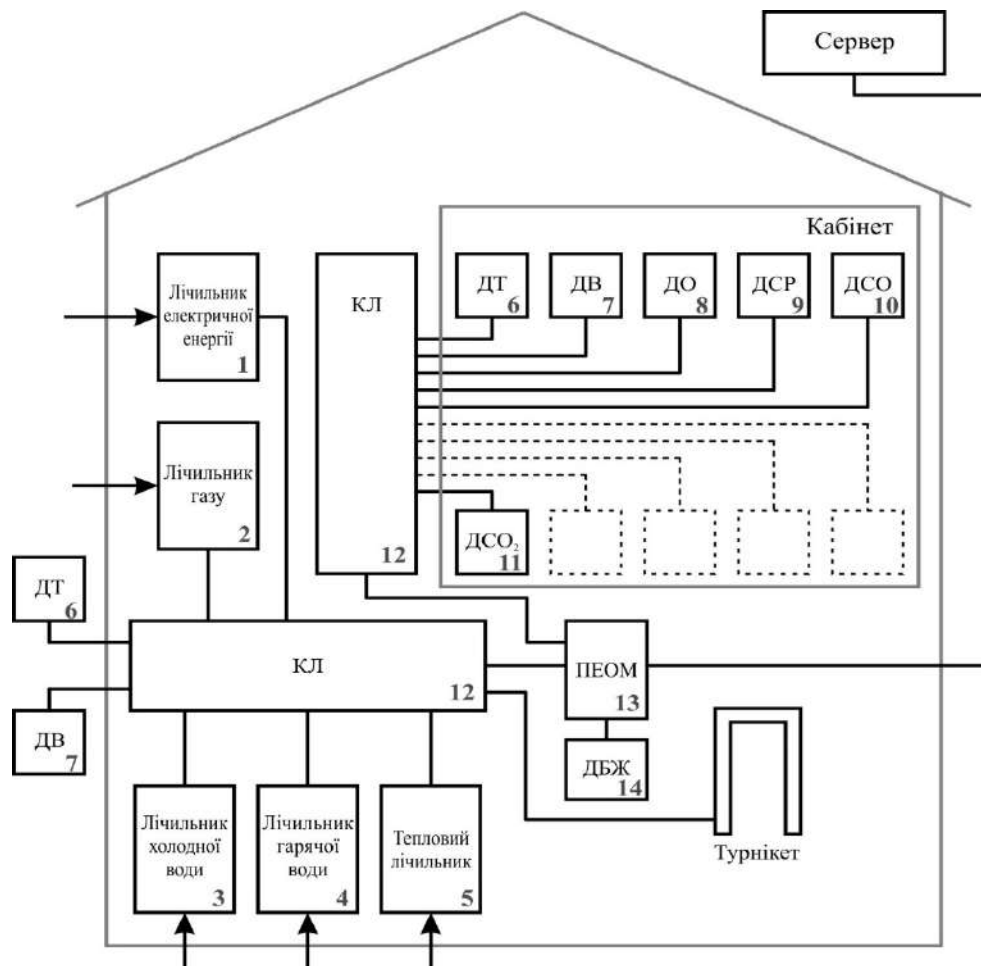 Сервер
Кабінет
Лічильник
електричної
енергії
1
КЛ
12
ДТ
6
ДВ
7
ДО
8
ДСР
9
ДСО
10
Лічильник
газу
2
ДСО₂
11
ДТ
6
КЛ
12
ПЕОМ
13
ДВ
7
ДБЖ
14
Лічильник
холодної
води
3
Лічильник
гарячої
води
4
Тепловий
лічильник
5
Турнікет